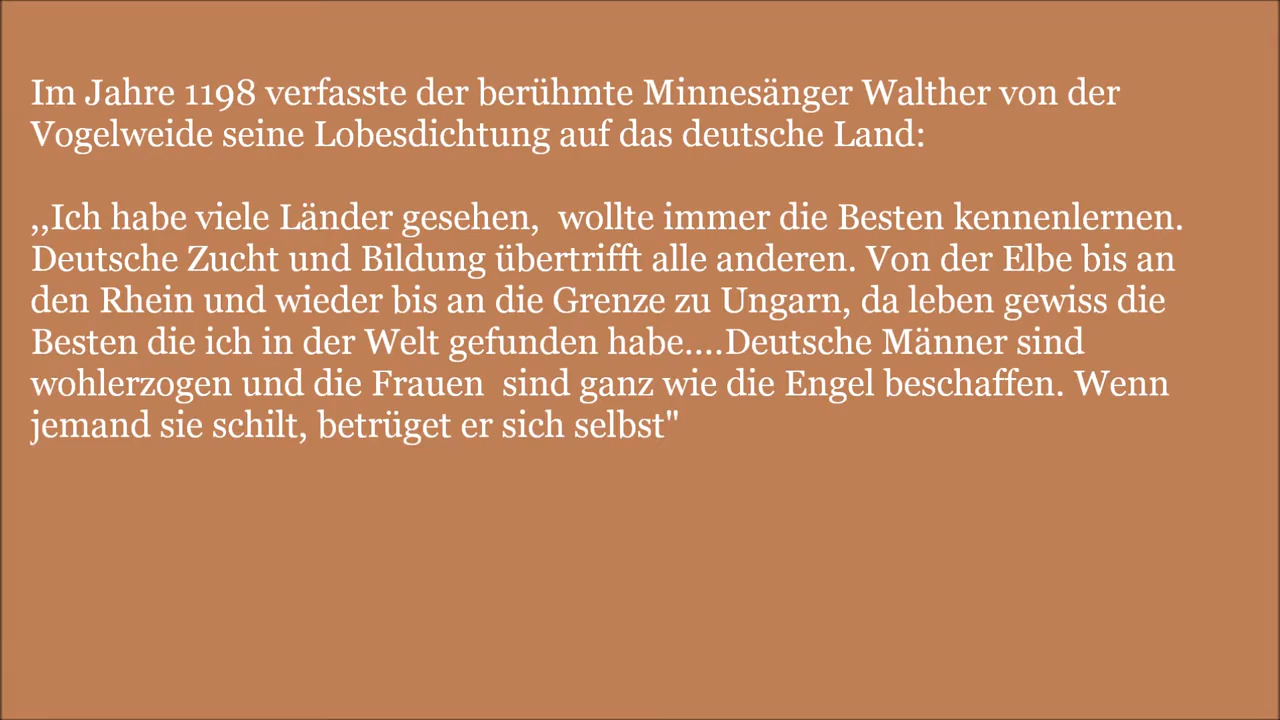 Im Jahre 1198 verfasste der berühmte Minnesänger Walther von der
Vogelweide seine Lobesdichtung auf das deutsche Land:
,,Ich habe viele Länder gesehen,  wollte immer die Besten kennenlernen.
Deutsche Zucht und Bildung übertrifft alle anderen. Von der Elbe bis an
den Rhein und wieder bis an die Grenze zu Ungarn, da leben gewiss die
Besten die ich in der Welt gefunden habe....Deutsche Männer sind
wohlerzogen und die Frauen  sind ganz wie die Engel beschaffen. Wenn
jemand sie schilt, betrüget er sich selbst"